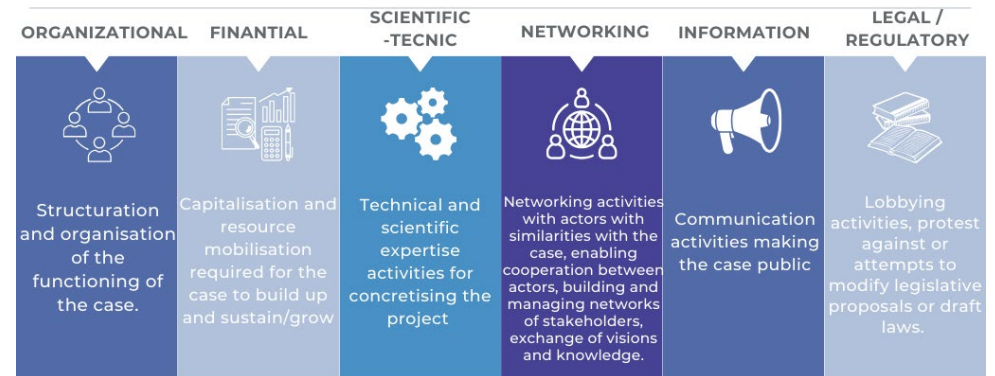 ORGANIZATIONAL
FINANTIAL
SCIENTIFIC
-TECNIC
NETWORKING
INFORMATION
LEGAL /
REGULATORY
Structuration
and organisation
of the
functioning of
the case.
Capitalisation and
resource
mobilisation
required for the
case to build up
and sustain/grow
Technical and
scientific
expertise
activities for
concretising the
project
Networking activities
with actors with
similarities with the
case, enabling
cooperation between
actors, building and
managing networks
of stakeholders,
exchange of visions
and knowledge.
Communication
activities making
the case public
Lobbying
activities, protest
against or
attempts to
modify legislative
proposals or draft
laws.